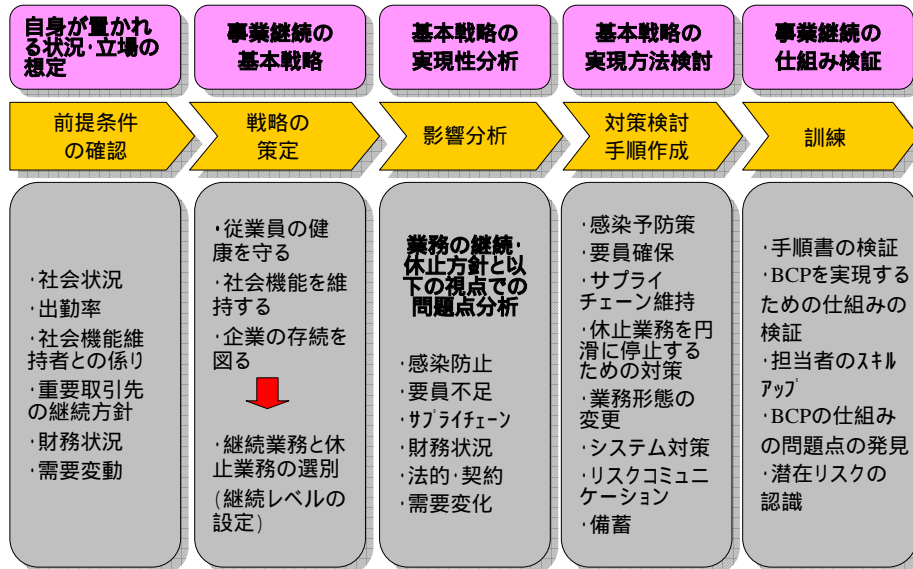 自身が置かれ
る状況･立場の
想定
事業継続の
基本戦略
基本戦略の
実現性分析
基本戦略の
実現方法検討
事業継続の
仕組み検証
前提条件
の確認
戦略の
策定
影響分析
対策検討
手順作成
訓練
･社会状況
･出勤率
･社会機能維
持者との係り
･重要取引先
の継続方針
･財務状況
･需要変動
･従業員の健
康を守る
･社会機能を維
持する
･企業の存続を
図る
･継続業務と休
止業務の選別
(継続レベルの
設定)
業務の継続･
休止方針と以
下の視点での
問題点分析
･感染防止
･要員不足
･ｻﾌﾟﾗｲﾁｪｰﾝ
･財務状況
･法的･契約
･需要変化
･感染予防策
･要員確保
･サプライ
チェーン維持
･休止業務を円
滑に停止する
ための対策
･業務形態の
変更
･システム対策
･リスクコミュニ
ケーション
･備蓄
･手順書の検証
･BCPを実現する
ための仕組みの
検証
･担当者のｽｷﾙ
ｱｯﾌﾟ
･BCPの仕組み
の問題点の発見
･潜在リスクの
認識